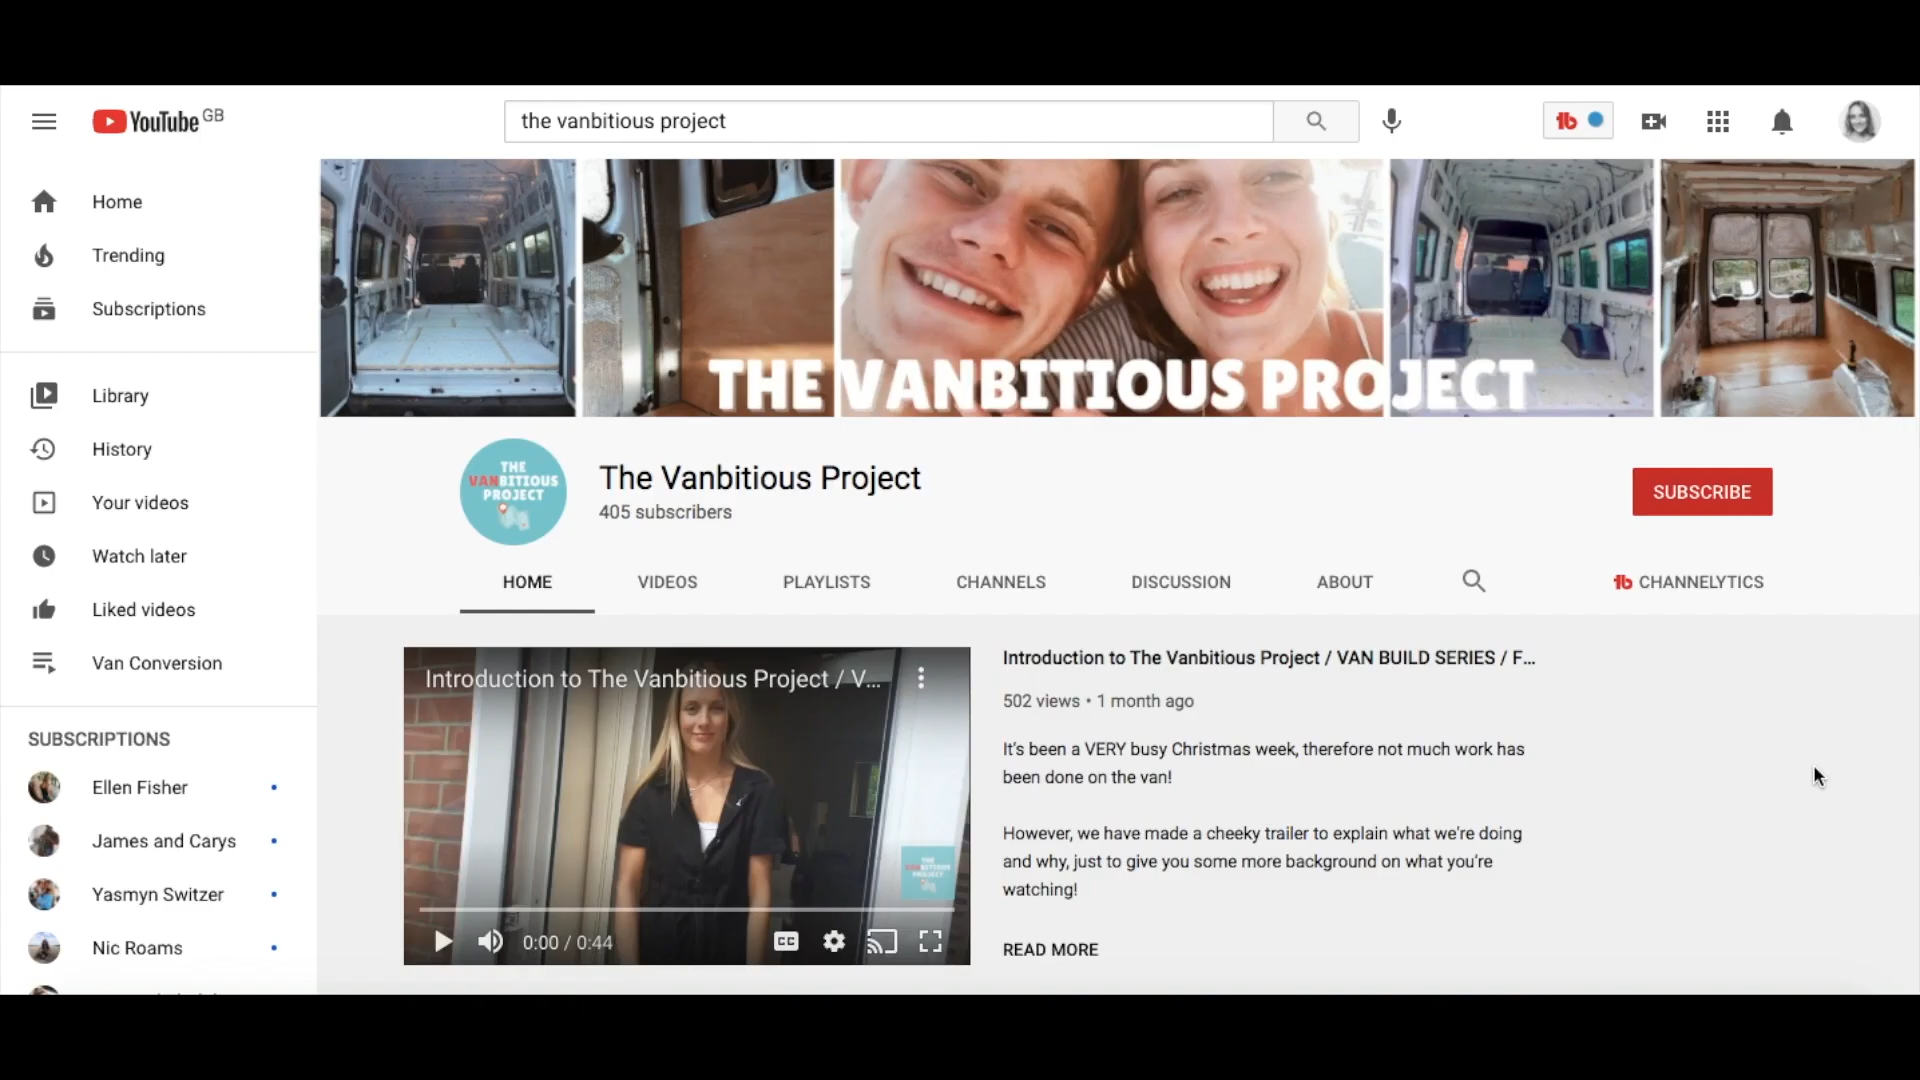 YouTube GB
the vanbitious project
Home
Trending
Subscriptions
Library
History
Your videos
Watch later
Liked videos
Van Conversion
SUBSCRIPTIONS
Ellen Fisher
James and Carys
Yasmyn Switzer
Nic Roams
THE VANBITIOUS PROJECT
THE
VANBITIOUS
PROJECT
The Vanbitious Project
405 subscribers
SUBSCRIBE
HOME
VIDEOS
PLAYLISTS
CHANNELS
DISCUSSION
ABOUT
CHANNELYTICS
Introduction to The Vanbitious Project / V...
THE
VANBITIOUS
PROJECT
0:00 / 0:44
CC
Introduction to The Vanbitious Project / VAN BUILD SERIES / F...
502 views • 1 month ago
It's been a VERY busy Christmas week, therefore not much work has
been done on the van!
However, we have made a cheeky trailer to explain what we're doing
and why, just to give you some more background on what you're
watching!
READ MORE